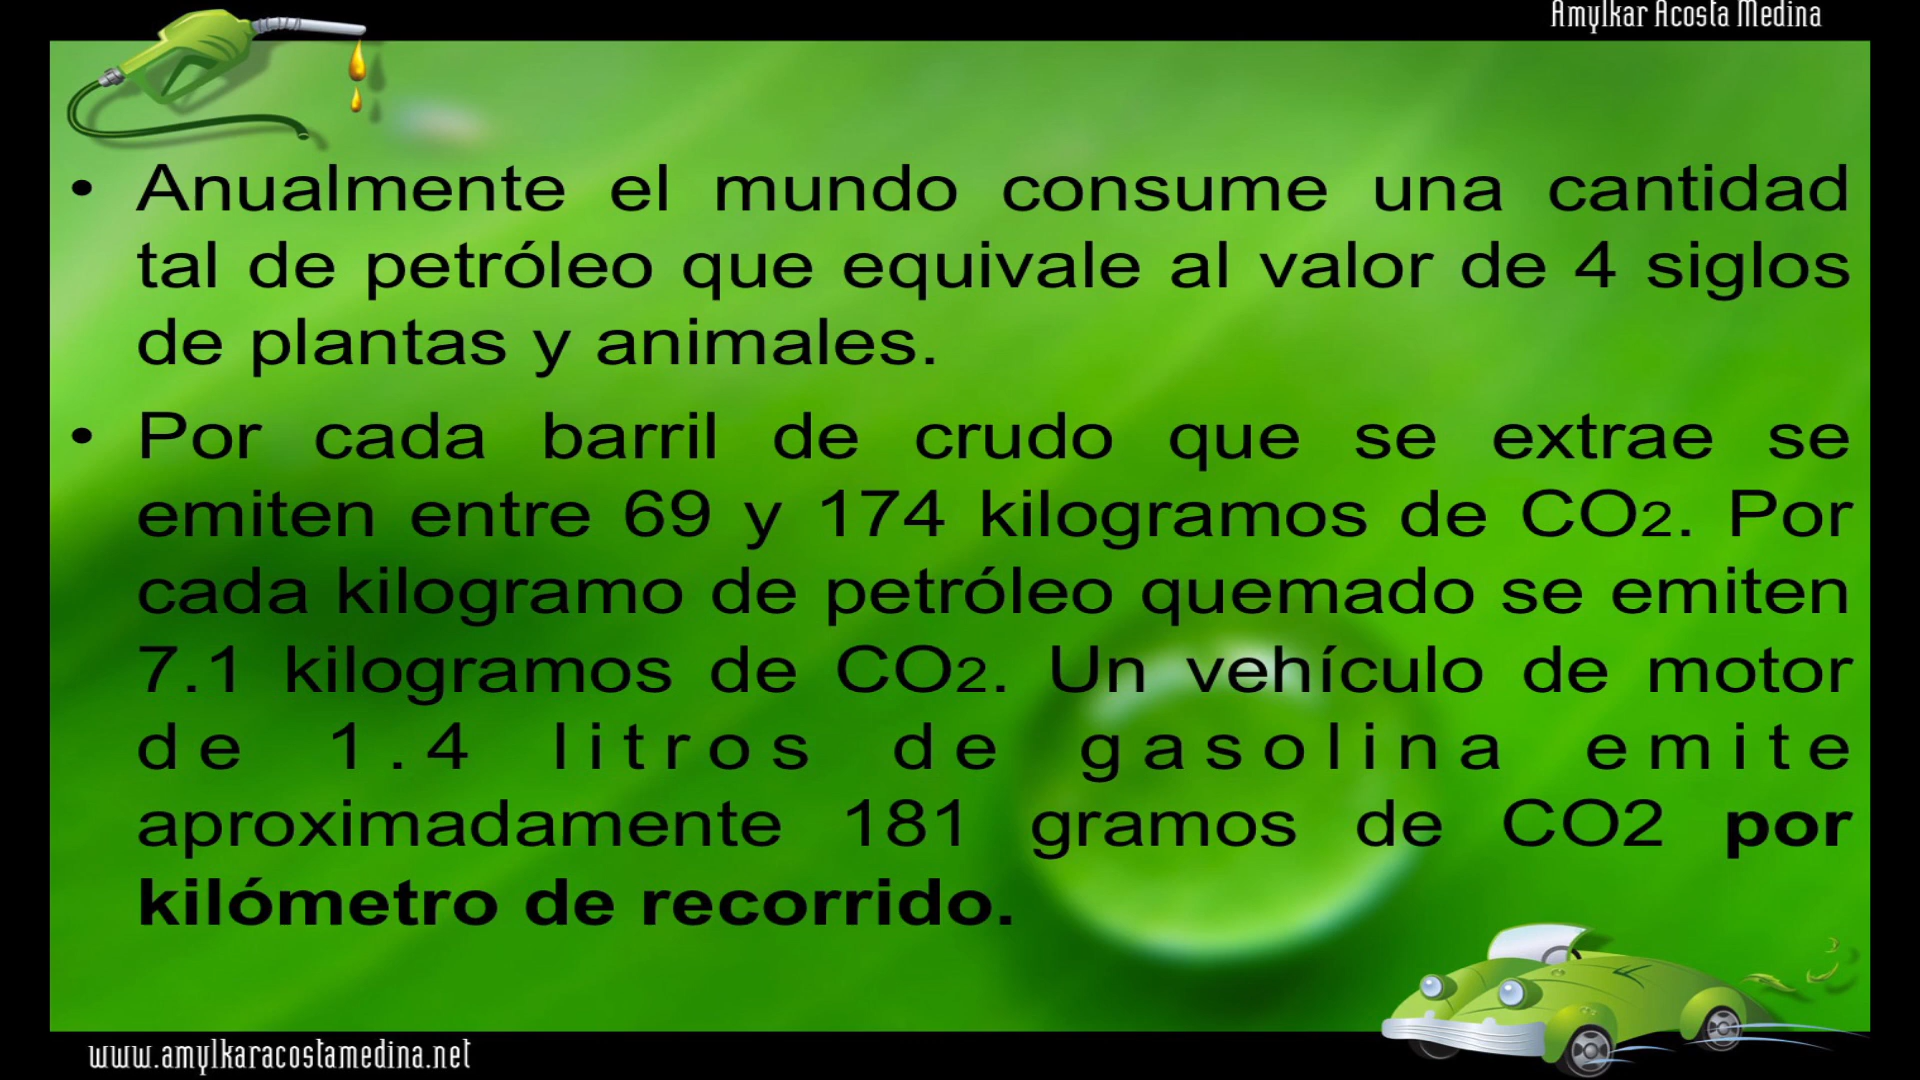 Amylkar Acosta Medina
• Anualmente el mundo consume una cantidad
tal de petróleo que equivale al valor de 4 siglos
de plantas y animales.
• Por cada barril de crudo que se extrae se
emiten entre 69 y 174 kilogramos de CO2. Por
cada kilogramo de petróleo quemado se emiten
7.1 kilogramos de CO2. Un vehículo de motor
de 1.4 litros de gasolina emite
aproximadamente 181 gramos de CO2 por
kilómetro de recorrido.
www.amylkaracostamedina.net